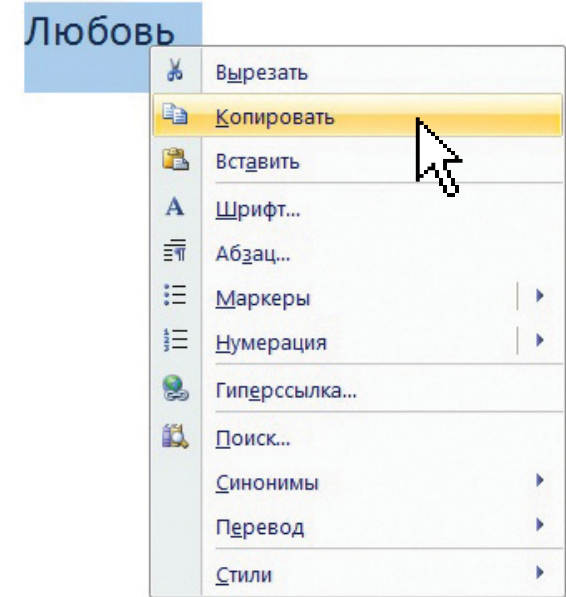 Любовь
Вырезать
Копировать
Вставить
Шрифт...
Абзац...
Маркеры
Нумерация
Гиперссылка...
Поиск...
Синонимы
Перевод
Стили